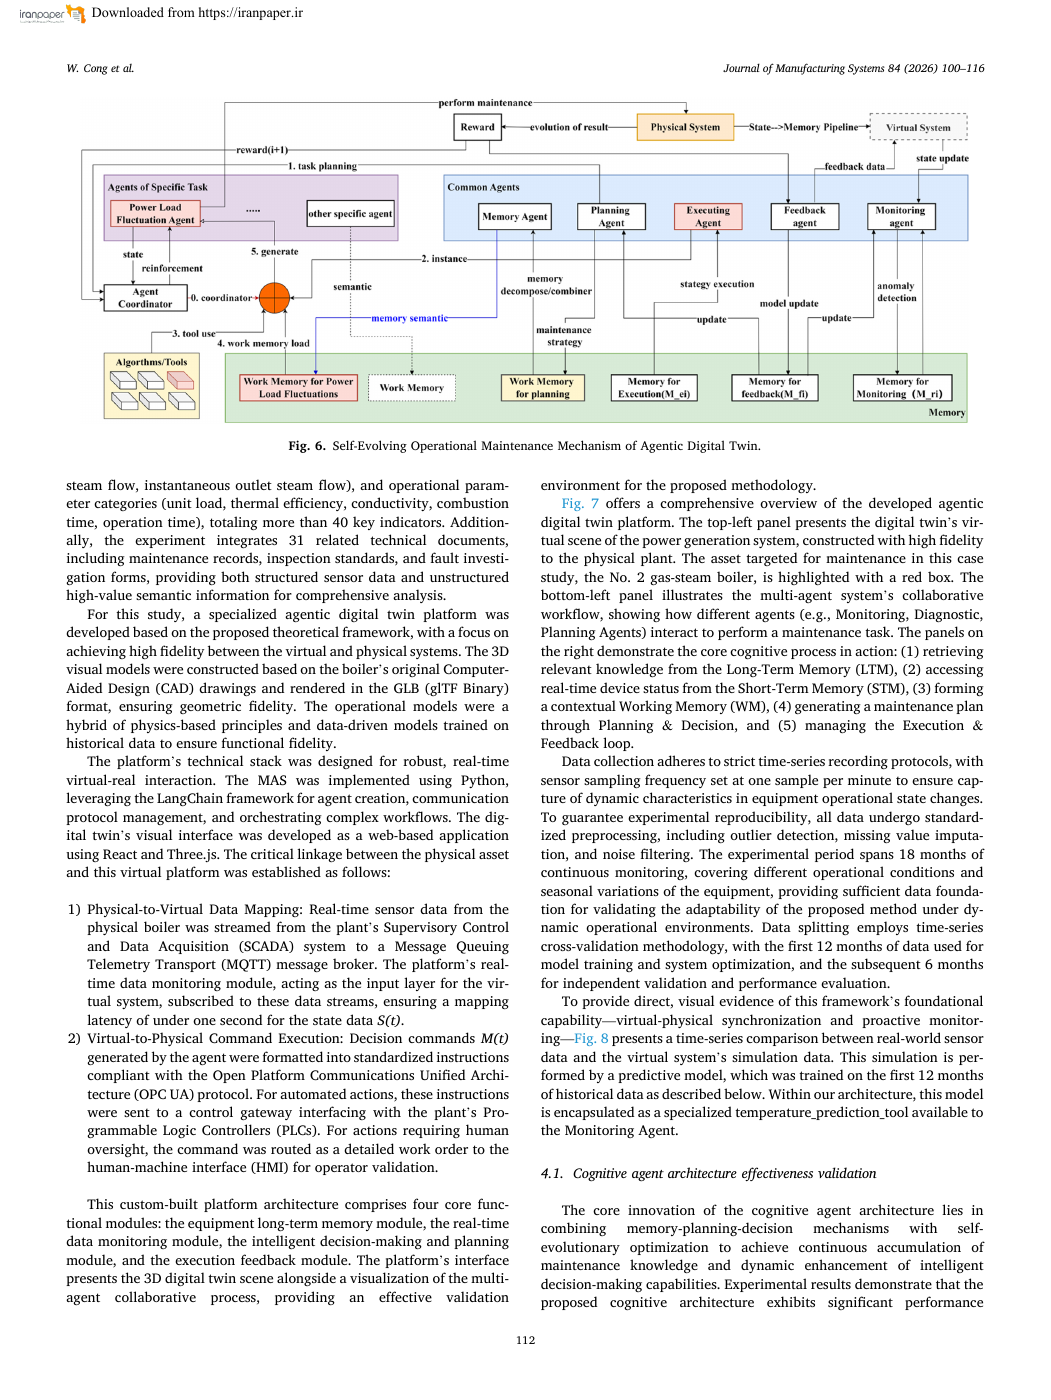 iranpaper
Downloaded from https://iranpaper.ir
W. Cong et al.
Journal of Manufacturing Systems 84 (2026) 100–116
perform maintenance
Reward
evolution of result
Physical System
State-->Memory Pipeline
Virtual System
reward(i+1)
1. task planning
feedback data
state update
Agents of Specific Task
Common Agents
Power Load
Fluctuation Agent
.....
other specific agent
Memory Agent
Planning
Agent
Executing
Agent
Feedback
agent
Monitoring
agent
state
reinforcement
5. generate
2. instance
semantic
memory
decompose/combiner
stategy execution
anomaly
detection
Agent
Coordinator
0. coordinator
model update
memory semantic
update
update
3. tool use
4. work memory load
maintenance
strategy
Algorthms/Tools
Work Memory for Power
Load Fluctuations
Work Memory
Work Memory
for planning
Memory for
Execution(M_ei)
Memory for
feedback(M_fi)
Memory for
Monitoring (M_ri)
Memory
Fig. 6. Self-Evolving Operational Maintenance Mechanism of Agentic Digital Twin.
steam flow, instantaneous outlet steam flow), and operational param-
eter categories (unit load, thermal efficiency, conductivity, combustion
time, operation time), totaling more than 40 key indicators. Addition-
ally, the experiment integrates 31 related technical documents,
including maintenance records, inspection standards, and fault investi-
gation forms, providing both structured sensor data and unstructured
high-value semantic information for comprehensive analysis.
For this study, a specialized agentic digital twin platform was
developed based on the proposed theoretical framework, with a focus on
achieving high fidelity between the virtual and physical systems. The 3D
visual models were constructed based on the boiler's original Computer-
Aided Design (CAD) drawings and rendered in the GLB (glTF Binary)
format, ensuring geometric fidelity. The operational models were a
hybrid of physics-based principles and data-driven models trained on
historical data to ensure functional fidelity.
The platform's technical stack was designed for robust, real-time
virtual-real interaction. The MAS was implemented using Python,
leveraging the LangChain framework for agent creation, communication
protocol management, and orchestrating complex workflows. The dig-
ital twin's visual interface was developed as a web-based application
using React and Three.js. The critical linkage between the physical asset
and this virtual platform was established as follows:
1) Physical-to-Virtual Data Mapping: Real-time sensor data from the
physical boiler was streamed from the plant's Supervisory Control
and Data Acquisition (SCADA) system to a Message Queuing
Telemetry Transport (MQTT) message broker. The platform's real-
time data monitoring module, acting as the input layer for the vir-
tual system, subscribed to these data streams, ensuring a mapping
latency of under one second for the state data S(t).
2) Virtual-to-Physical Command Execution: Decision commands M(t)
generated by the agent were formatted into standardized instructions
compliant with the Open Platform Communications Unified Archi-
tecture (OPC UA) protocol. For automated actions, these instructions
were sent to a control gateway interfacing with the plant's Pro-
grammable Logic Controllers (PLCs). For actions requiring human
oversight, the command was routed as a detailed work order to the
human-machine interface (HMI) for operator validation.
This custom-built platform architecture comprises four core func-
tional modules: the equipment long-term memory module, the real-time
data monitoring module, the intelligent decision-making and planning
module, and the execution feedback module. The platform's interface
presents the 3D digital twin scene alongside a visualization of the multi-
agent collaborative process, providing an effective validation
environment for the proposed methodology.
Fig. 7 offers a comprehensive overview of the developed agentic
digital twin platform. The top-left panel presents the digital twin's vir-
tual scene of the power generation system, constructed with high fidelity
to the physical plant. The asset targeted for maintenance in this case
study, the No. 2 gas-steam boiler, is highlighted with a red box. The
bottom-left panel illustrates the multi-agent system's collaborative
workflow, showing how different agents (e.g., Monitoring, Diagnostic,
Planning Agents) interact to perform a maintenance task. The panels on
the right demonstrate the core cognitive process in action: (1) retrieving
relevant knowledge from the Long-Term Memory (LTM), (2) accessing
real-time device status from the Short-Term Memory (STM), (3) forming
a contextual Working Memory (WM), (4) generating a maintenance plan
through Planning & Decision, and (5) managing the Execution &
Feedback loop.
Data collection adheres to strict time-series recording protocols, with
sensor sampling frequency set at one sample per minute to ensure cap-
ture of dynamic characteristics in equipment operational state changes.
To guarantee experimental reproducibility, all data undergo standard-
ized preprocessing, including outlier detection, missing value imputa-
tion, and noise filtering. The experimental period spans 18 months of
continuous monitoring, covering different operational conditions and
seasonal variations of the equipment, providing sufficient data founda-
tion for validating the adaptability of the proposed method under dy-
namic operational environments. Data splitting employs time-series
cross-validation methodology, with the first 12 months of data used for
model training and system optimization, and the subsequent 6 months
for independent validation and performance evaluation.
To provide direct, visual evidence of this framework's foundational
capability—virtual-physical synchronization and proactive monitor-
ing—Fig. 8 presents a time-series comparison between real-world sensor
data and the virtual system's simulation data. This simulation is per-
formed by a predictive model, which was trained on the first 12 months
of historical data as described below. Within our architecture, this model
is encapsulated as a specialized temperature_prediction_tool available to
the Monitoring Agent.
4.1. Cognitive agent architecture effectiveness validation
The core innovation of the cognitive agent architecture lies in
combining memory-planning-decision mechanisms with self-
evolutionary optimization to achieve continuous accumulation of
maintenance knowledge and dynamic enhancement of intelligent
decision-making capabilities. Experimental results demonstrate that the
proposed cognitive architecture exhibits significant performance
112